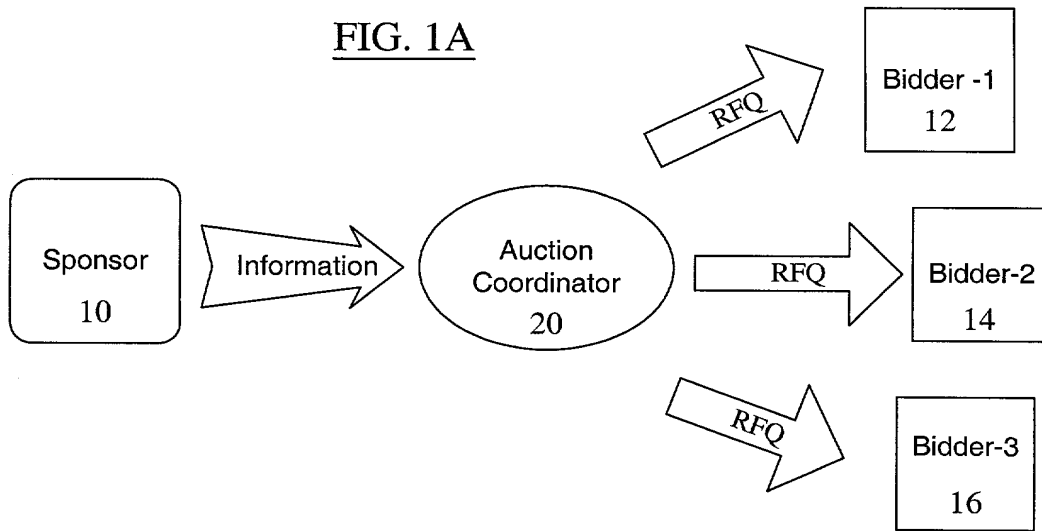 FIG. 1A
Sponsor
10
Information
Auction
Coordinator
20
RFQ
Bidder -1
12
RFQ
Bidder-2
14
RFQ
Bidder-3
16